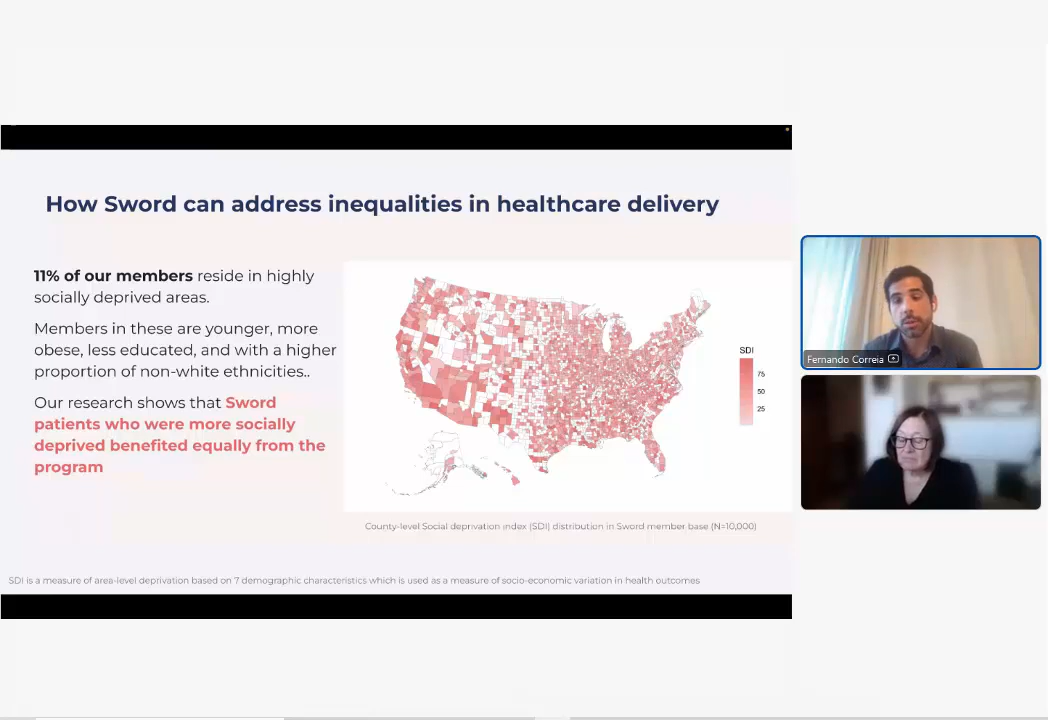 How Sword can address inequalities in healthcare delivery
11% of our members reside in highly
socially deprived areas.
Members in these are younger, more
obese, less educated, and with a higher
proportion of non-white ethnicities..
Our research shows that Sword
patients who were more socially
deprived benefited equally from the
program
SDI
75
50
25
County-level Social deprivation index (SDI) distribution in Sword member base (N=10,000)
SDI is a measure of area-level deprivation based on 7 demographic characteristics which is used as a measure of socio-economic variation in health outcomes
Fernando Correia